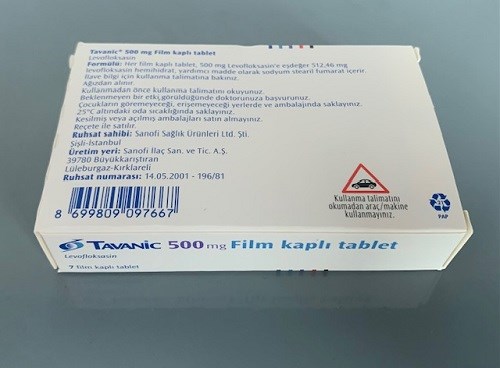 Tavanic® 500 mg Film kaplı tablet
Levofloksasin
Formülü: Her film kaplı tablet, 500 mg Levofloksasin'e eşdeğer 512,46 mg
levofloksasin hemihidrat, yardımcı madde olarak sodyum stearil fumarat içerir.
İlave bilgi için kullanma talimatına bakınız.
Ağızdan alınır.
Kullanmadan önce kullanma talimatını okuyunuz.
Beklenmeyen bir etki görüldüğünde doktorunuza başvurunuz.
Çocukların göremeyeceği, erişemeyeceği yerlerde ve ambalajında saklayınız.
25°C altındaki oda sıcaklığında saklayınız.
Kesilmiş veya açılmış ambalajları satın almayınız.
Reçete ile satılır.
Ruhsat sahibi: Sanofi Sağlık Ürünleri Ltd. Şti.
Şişli-İstanbul
Üretim yeri: Sanofi İlaç San. ve Tic. A.Ş.
39780 Büyükkarıştıran
Lüleburgaz-Kırklareli
Ruhsat numarası: 14.05.2001 - 196/81
8 699809 097667
Kullanma talimatını
okumadan araç/makine
kullanmayınız.
21
PAP
TAVANIC 500 mg Film kaplı tablet
Levofloksasin
7 film kaplı tablet